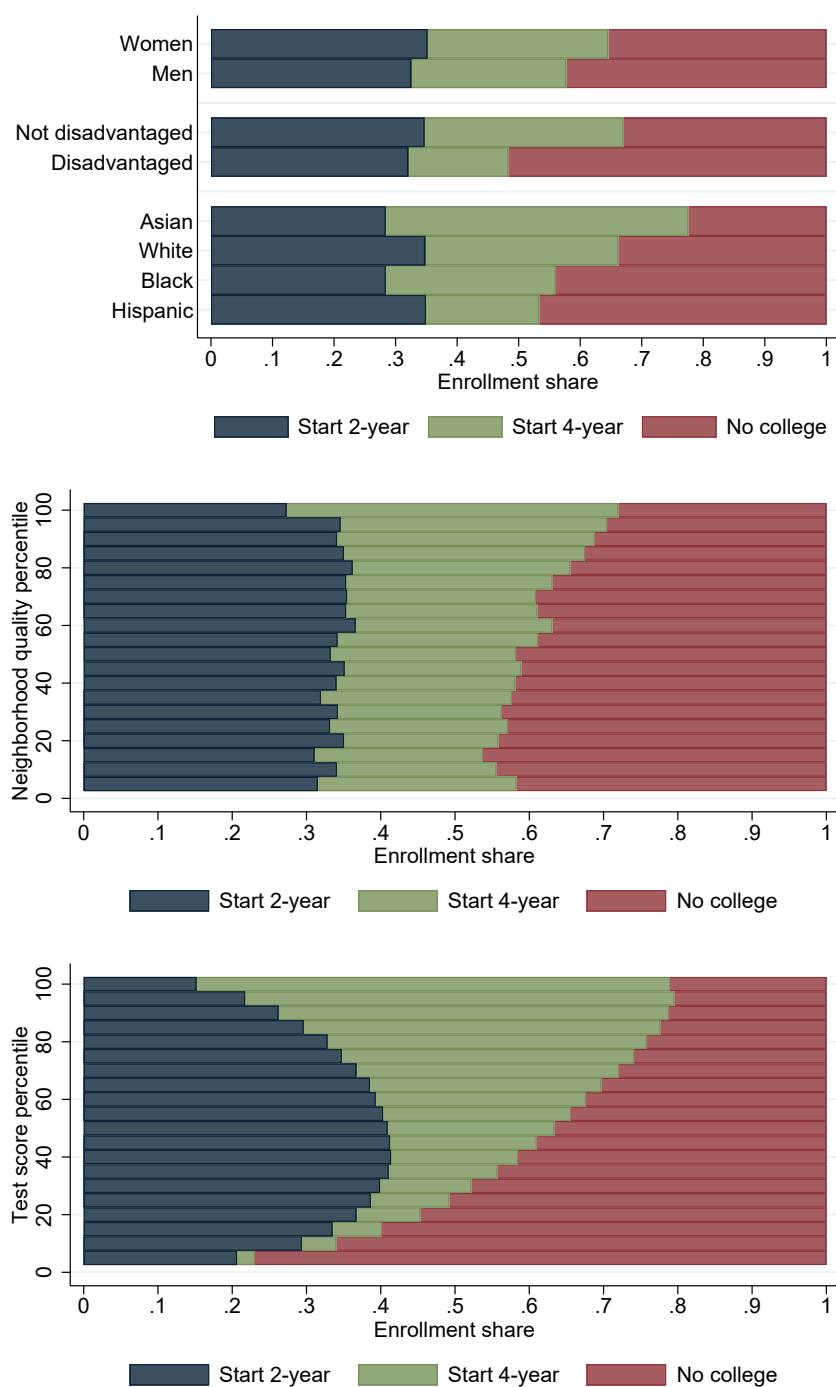 Women
Men
Not disadvantaged
Disadvantaged
Asian
White
Black
Hispanic
0 .1 .2 .3 .4 .5 .6 .7 .8 .9 1
Enrollment share
Start 2-year Start 4-year No college
Neighborhood quality percentile
100
80
60
40
20
0
0 .1 .2 .3 .4 .5 .6 .7 .8 .9 1
Enrollment share
Start 2-year Start 4-year No college
Test score percentile
100
80
60
40
20
0
0 .1 .2 .3 .4 .5 .6 .7 .8 .9 1
Enrollment share
Start 2-year Start 4-year No college